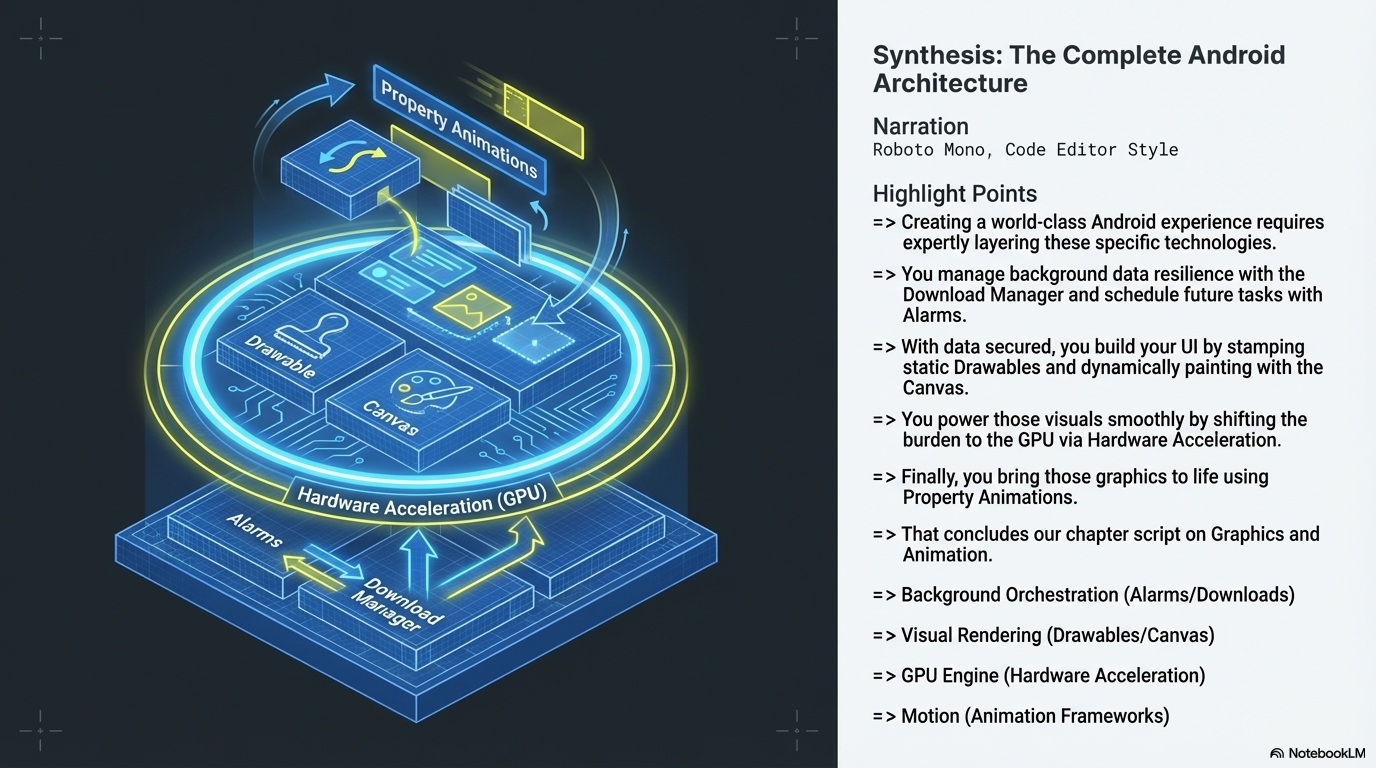 Property Animations
Drawable
Canvas
Hardware Acceleration (GPU)
Alarms
Download
Manager
Synthesis: The Complete Android
Architecture
Narration
Roboto Mono, Code Editor Style
Highlight Points
=> Creating a world-class Android experience requires
expertly layering these specific technologies.
=> You manage background data resilience with the
Download Manager and schedule future tasks with
Alarms.
=> With data secured, you build your UI by stamping
static Drawables and dynamically painting with the
Canvas.
=> You power those visuals smoothly by shifting the
burden to the GPU via Hardware Acceleration.
=> Finally, you bring those graphics to life using
Property Animations.
=> That concludes our chapter script on Graphics and
Animation.
=> Background Orchestration (Alarms/Downloads)
=> Visual Rendering (Drawables/Canvas)
=> GPU Engine (Hardware Acceleration)
=> Motion (Animation Frameworks)
NotebookLM